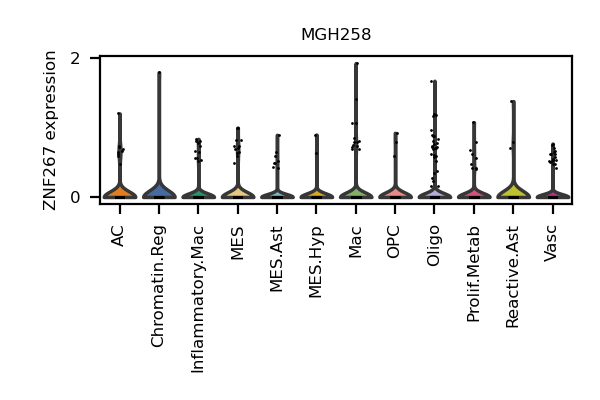 MGH258
ZNF267 expression
2
0
AC
Chromatin.Reg
Inflammatory.Mac
MES
MES.Ast
MES.Hyp
Mac
OPC
Oligo
Prolif.Metab
Reactive.Ast
Vasc